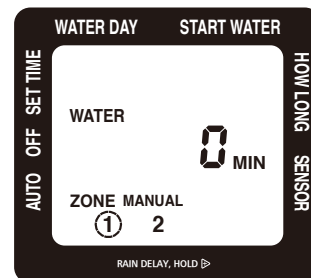 WATER DAY START WATER
SET TIME
OFF
AUTO
HOW LONG
SENSOR
WATER
0 MIN
ZONE MANUAL
1 2
RAIN DELAY, HOLD